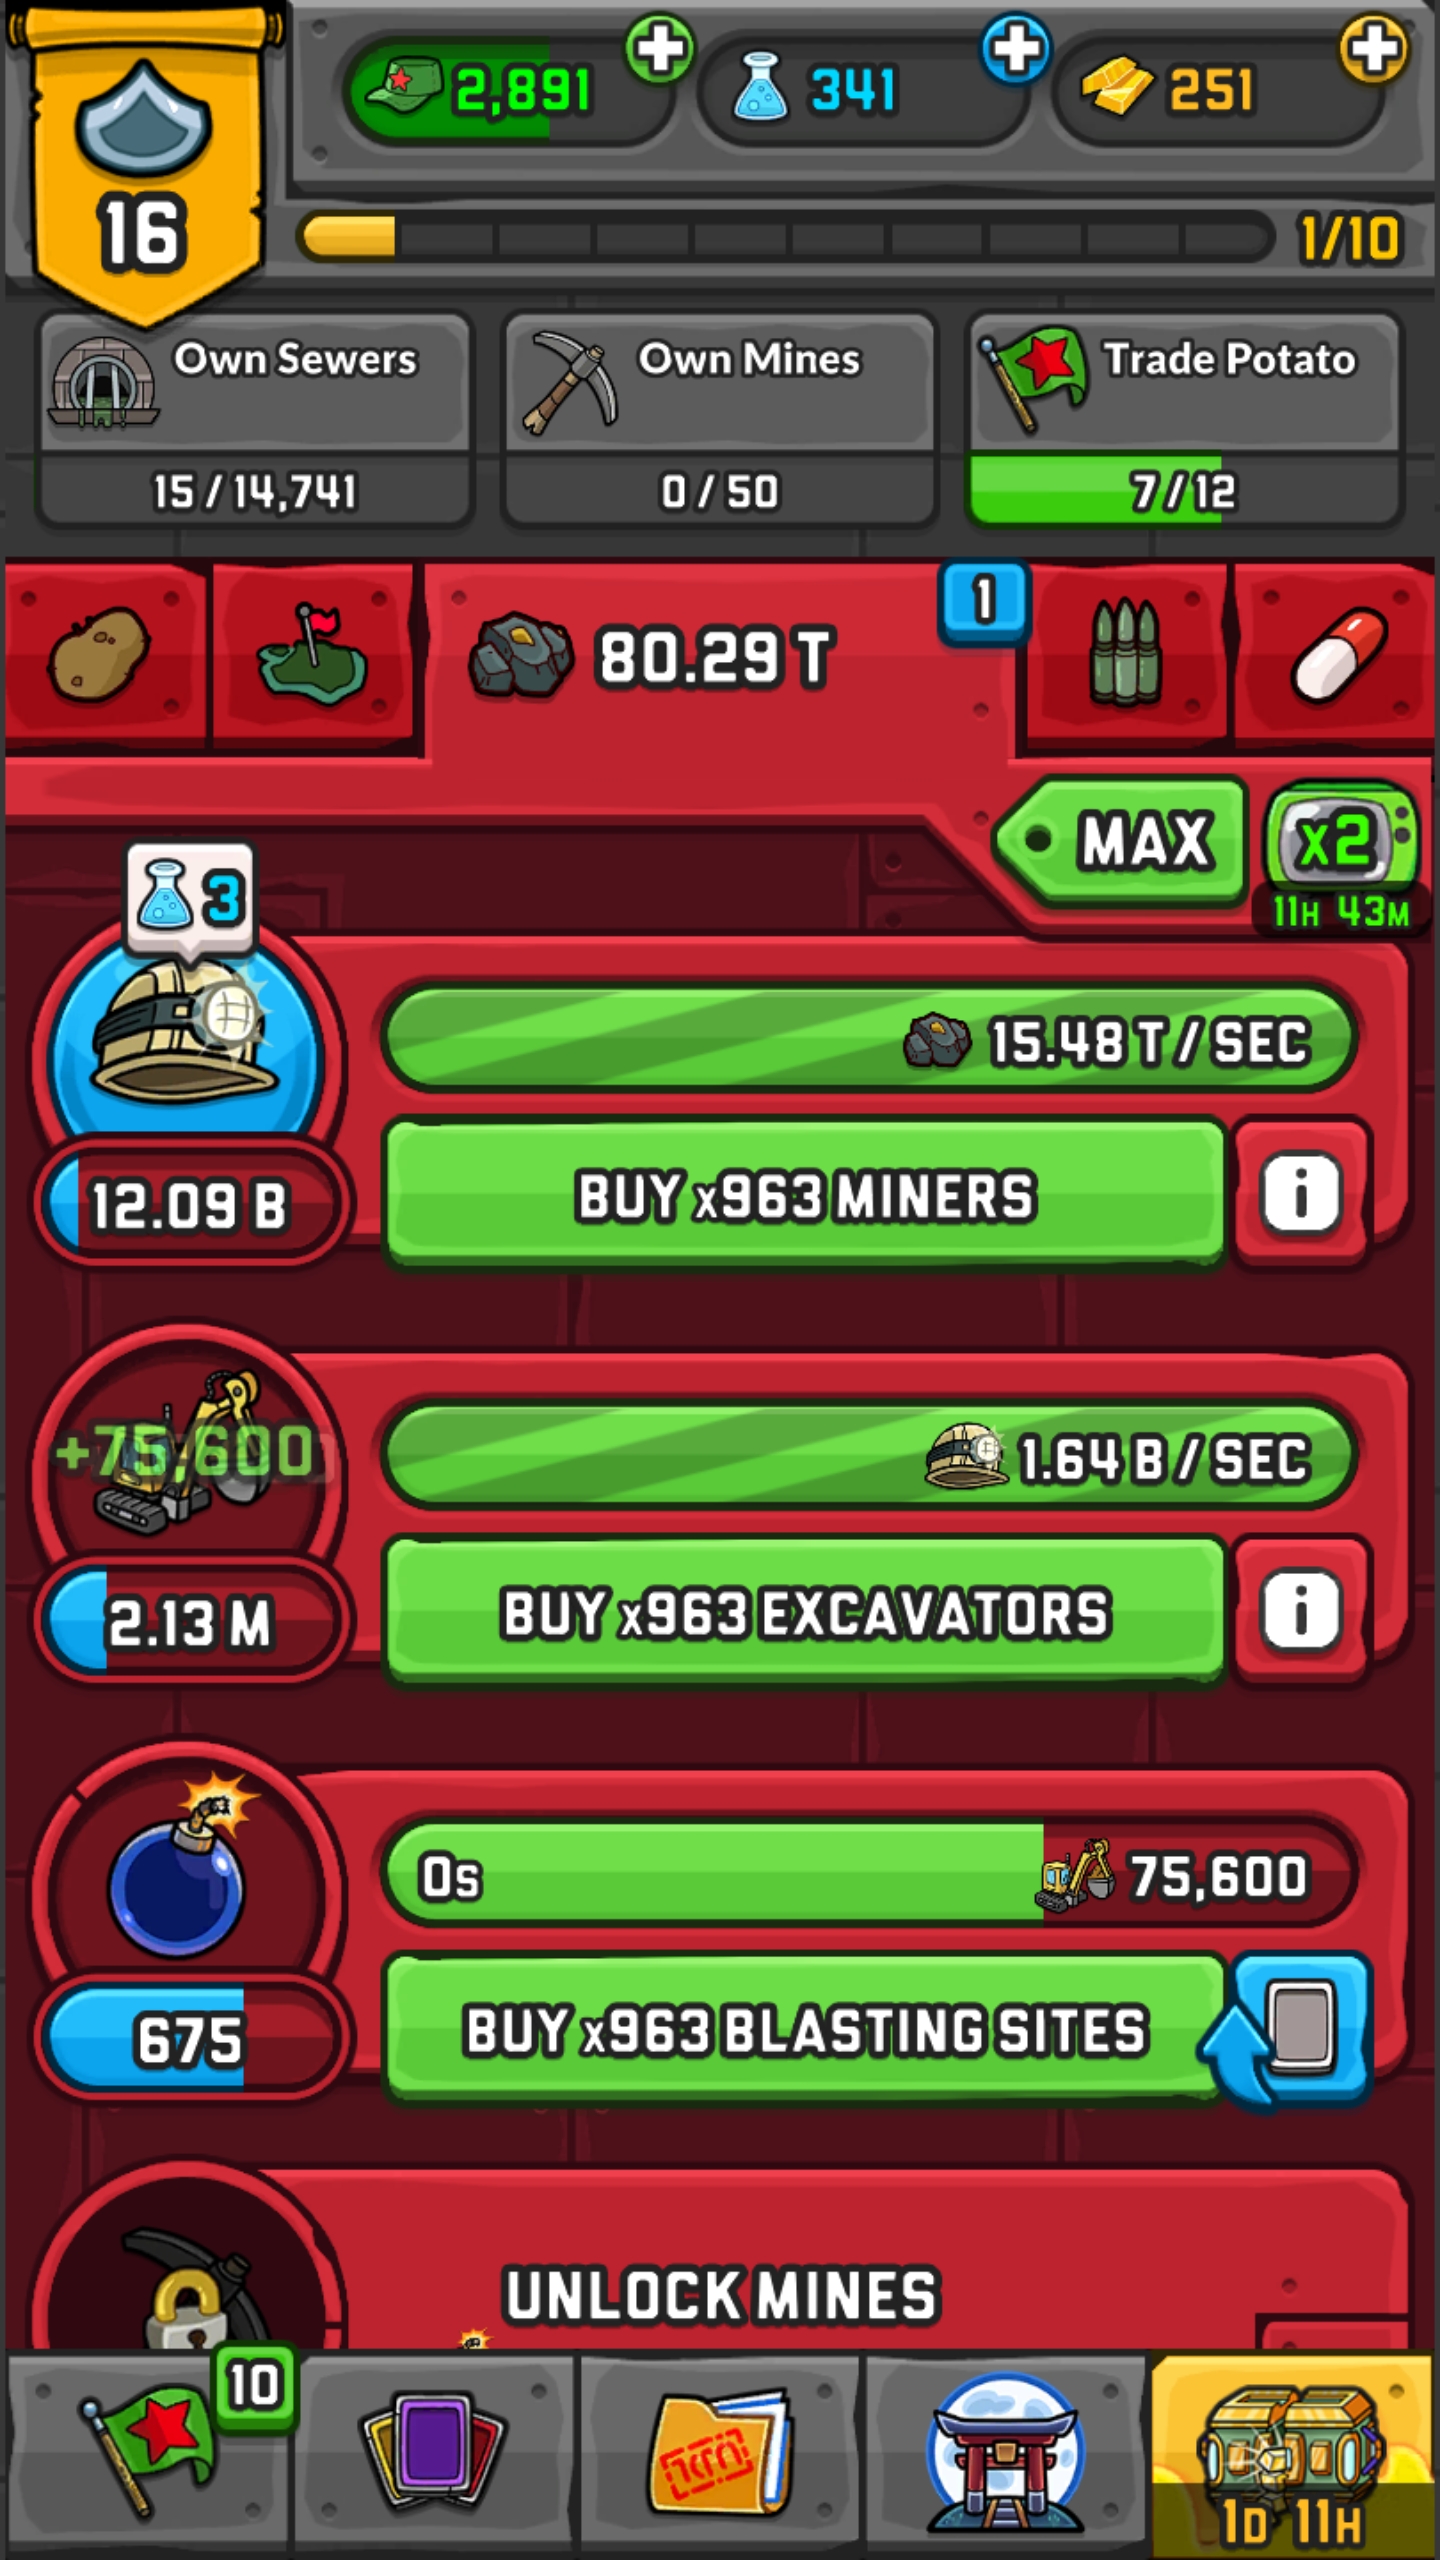 2,891
341
251
16
1/10
Own Sewers
15/14,741
Own Mines
0/50
Trade Potato
7/12
80.29 T
1
MAX
x2
11H 43M
3
15.48 T / SEC
12.09 B
BUY x963 MINERS
i
+75,600
1.64 B / SEC
2.13 M
BUY x963 EXCAVATORS
i
0s
75,600
675
BUY x963 BLASTING SITES
UNLOCK MINES
10
1D 11H